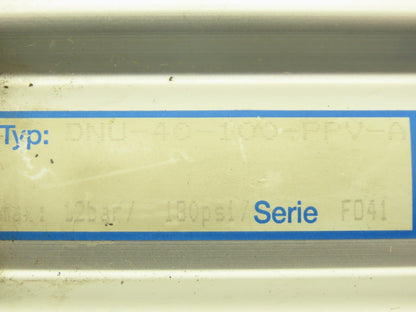 Typ: DNU-40-100-PPV-A
max: 12bar/ 180psi/ Serie F041